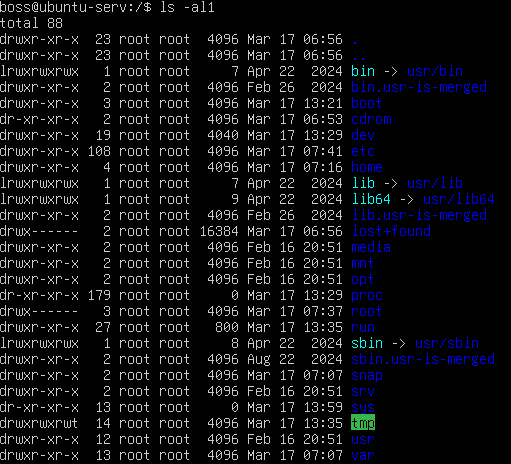 boss@ubuntu-serv:/$ ls -al1
total 88
drwxr-xr-x  23 root root  4096 Mar 17 06:56 .
drwxr-xr-x  23 root root  4096 Mar 17 06:56 ..
lrwxrwxrwx   1 root root     7 Apr 22  2024 bin -> usr/bin
drwxr-xr-x   2 root root  4096 Feb 26  2024 bin.usr-is-merged
drwxr-xr-x   3 root root  4096 Mar 17 13:21 boot
dr-xr-xr-x   2 root root  4096 Mar 17 06:53 cdrom
drwxr-xr-x  19 root root  4040 Mar 17 13:29 dev
drwxr-xr-x 108 root root  4096 Mar 17 07:41 etc
drwxr-xr-x   4 root root  4096 Mar 17 07:16 home
lrwxrwxrwx   1 root root     7 Apr 22  2024 lib -> usr/lib
lrwxrwxrwx   1 root root     9 Apr 22  2024 lib64 -> usr/lib64
drwxr-xr-x   2 root root  4096 Feb 26  2024 lib.usr-is-merged
drwx------   2 root root 16384 Mar 17 06:56 lost+found
drwxr-xr-x   2 root root  4096 Feb 16 20:51 media
drwxr-xr-x   2 root root  4096 Feb 16 20:51 mnt
drwxr-xr-x   2 root root  4096 Feb 16 20:51 opt
dr-xr-xr-x 179 root root     0 Mar 17 13:29 proc
drwx------   3 root root  4096 Mar 17 07:37 root
drwxr-xr-x  27 root root   800 Mar 17 13:35 run
lrwxrwxrwx   1 root root     8 Apr 22  2024 sbin -> usr/sbin
drwxr-xr-x   2 root root  4096 Aug 22  2024 sbin.usr-is-merged
drwxr-xr-x   2 root root  4096 Mar 17 07:07 snap
drwxr-xr-x   2 root root  4096 Feb 16 20:51 srv
dr-xr-xr-x  13 root root     0 Mar 17 13:59 sys
drwxrwxrwt  14 root root  4096 Mar 17 13:35 tmp
drwxr-xr-x  12 root root  4096 Feb 16 20:51 usr
drwxr-xr-x  13 root root  4096 Mar 17 07:07 var